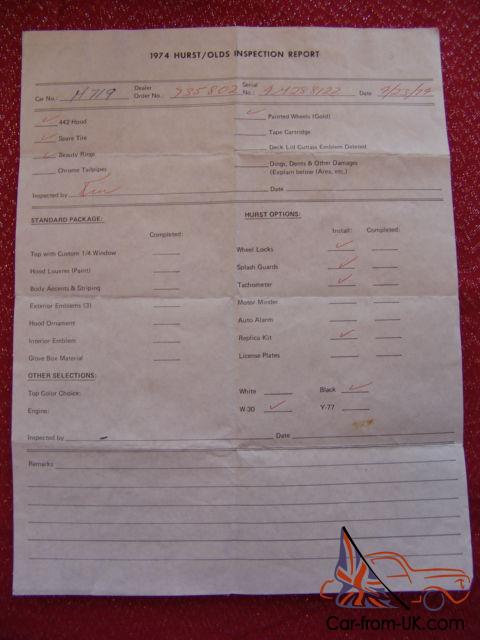 1974 HURST/OLDS INSPECTION REPORT
Car No.: H719 Dealer Order No.: 735802 Serial No.: Date
442 Hood
Spare Tire
Beauty Rings
Chrome Tailpipes
Inspected by
Painted Wheels (Gold)
Tape Cartridge
Deck Lid Cutlass Emblem Deleted
Dings, Dents & Other Damages
(Explain below (Area, etc.)
Date
STANDARD PACKAGE:
Completed:
Top with Custom 1/4 Window
Hood Louvres (Paint)
Body Accents & Striping
Exterior Emblems (3)
Hood Ornament
Interior Emblem
Glove Box Material
HURST OPTIONS:
Install: Completed:
Wheel Locks
Splash Guards
Tachometer
Motor Minder
Auto Alarm
Replica Kit
License Plates
OTHER SELECTIONS:
Top Color Choice: White Black
Engine: W-30 Y-77
Inspected by Date
Remarks
Car-from-UK.com